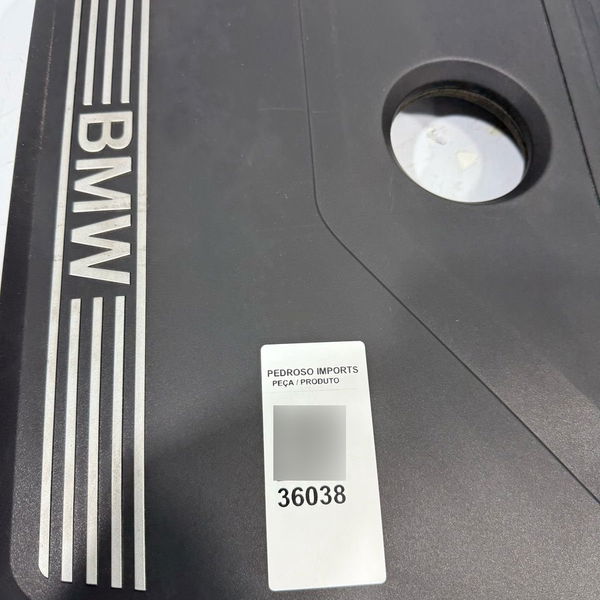 BMW
PEDROSO IMPORTS
PEÇA / PRODUTO
36038